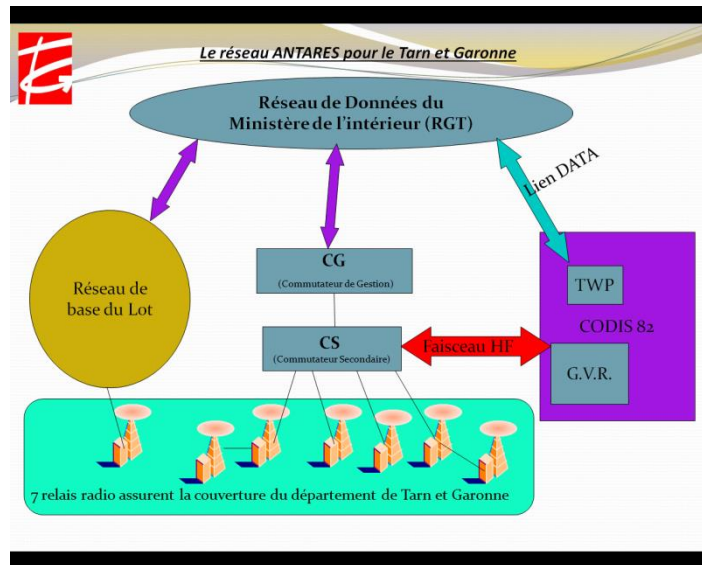 Le réseau ANTARES pour le Tarn et Garonne
Réseau de Données du
Ministère de l'intérieur (RGT)
Lien DATA
Réseau de
base du Lot
CG
(Commutateur de Gestion)
TWP
CODIS 82
CS
(Commutateur Secondaire)
Faisceau HF
G.V.R.
7 relais radio assurent la couverture du département de Tarn et Garonne